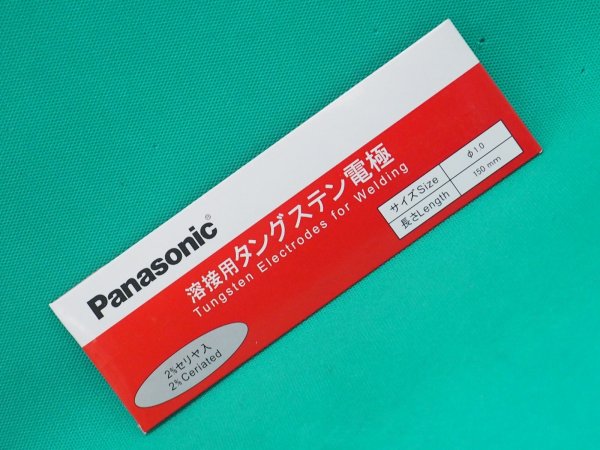 Panasonic®
溶接用タングステン電極
Tungsten Electrodes for Welding
サイズSize φ1.0
長さLength 150 mm
2%セリヤ入
2% Ceriated